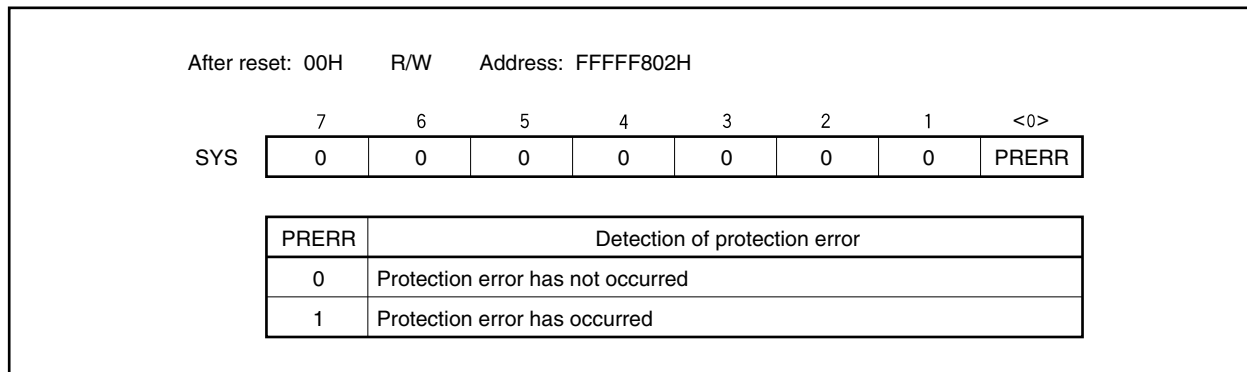 After reset: 00H R/W Address: FFFFF802H
7 6 5 4 3 2 1 <0>
SYS 0 0 0 0 0 0 0 PRERR
PRERR Detection of protection error
0 Protection error has not occurred
1 Protection error has occurred